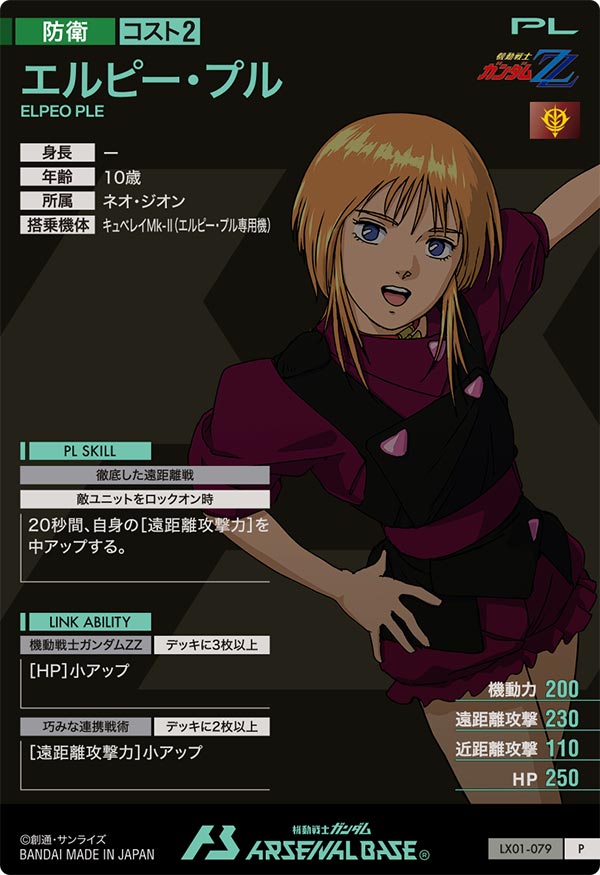 防衛 コスト2 PL
エルピー・プル
ELPEO PLE
機動戦士
ガンダムZZ
身長 ー
年齢 10歳
所属 ネオ・ジオン
搭乗機体 キュベレイMk-Ⅱ(エルピー・プル専用機)
PL SKILL
徹底した遠距離戦
敵ユニットをロックオン時
20秒間、自身の[遠距離攻撃力]を
中アップする。
LINK ABILITY
機動戦士ガンダムZZ デッキに3枚以上
[HP]小アップ
巧みな連携戦術 デッキに2枚以上
[遠距離攻撃力]小アップ
機動力 200
遠距離攻撃 230
近距離攻撃 110
HP 250
©創通・サンライズ
BANDAI MADE IN JAPAN
機動戦士ガンダム
AB ARSENAL BASE®
LX01-079 P